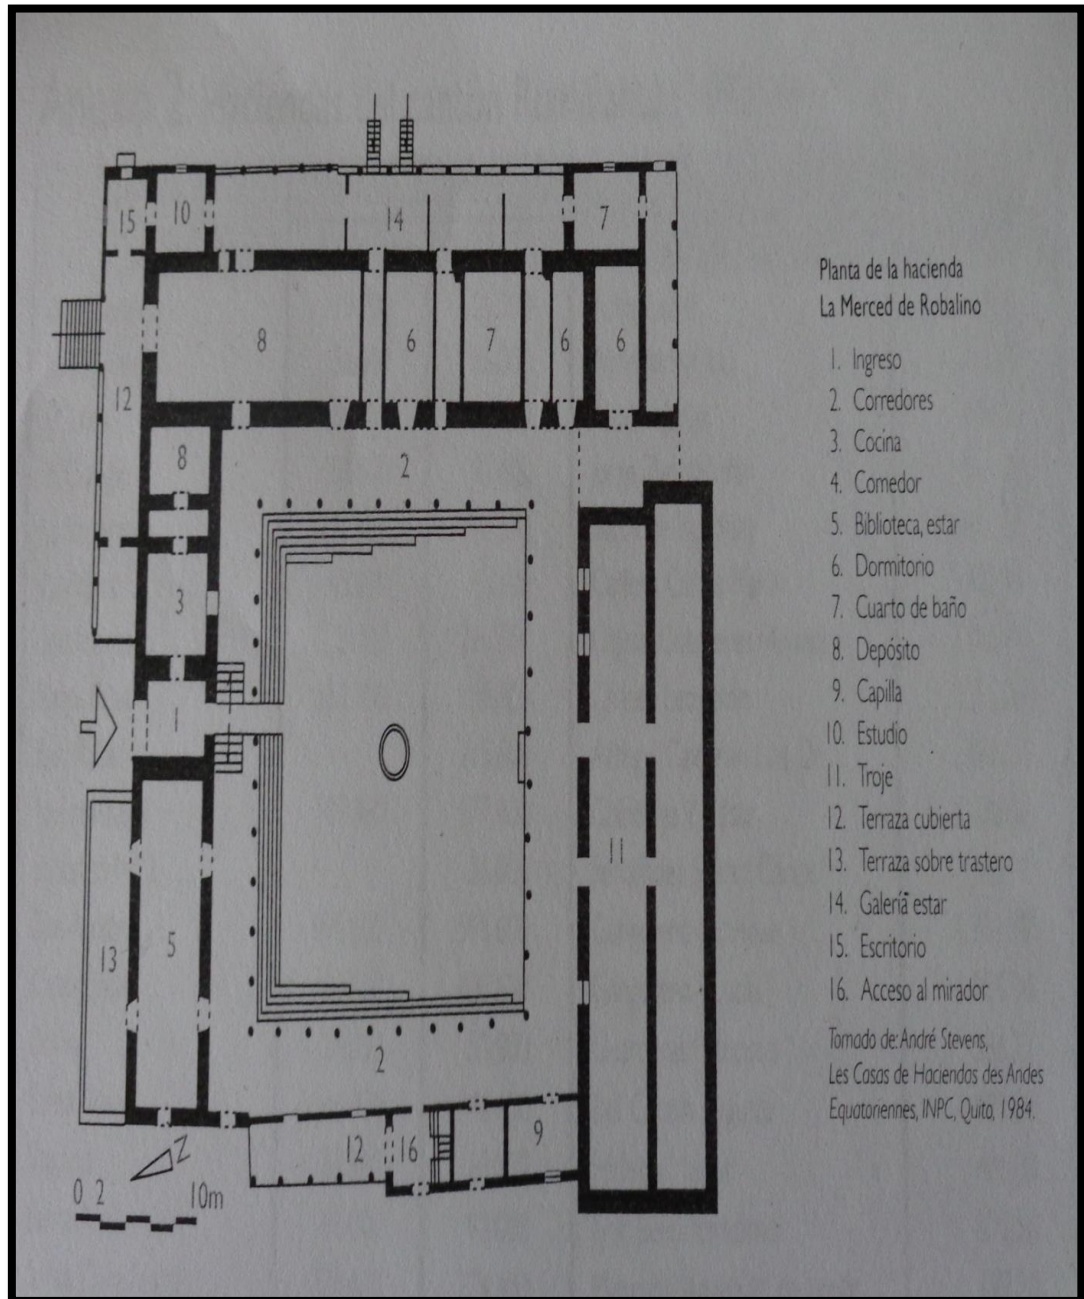 15
10
14
7
8
6
7
6
6
12
8
2
3
1
11
5
13
2
12
16
9
Z
0 2 10m
Planta de la hacienda
La Merced de Robalino
1. Ingreso
2. Corredores
3. Cocina
4. Comedor
5. Biblioteca, estar
6. Dormitorio
7. Cuarto de baño
8. Depósito
9. Capilla
10. Estudio
11. Troje
12. Terraza cubierta
13. Terraza sobre trastero
14. Galería estar
15. Escritorio
16. Acceso al mirador
Tomado de: André Stevens,
Les Casas de Haciendas des Andes
Equatoriennes, INPC, Quito, 1984.